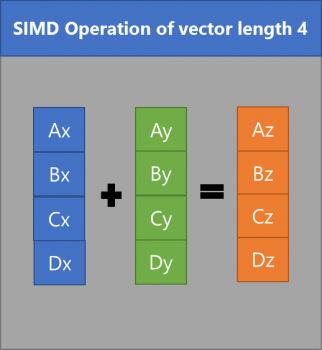 SIMD Operation of vector length 4
Ax Ay Az
Bx By Bz
+ =
Cx Cy Cz
Dx Dy Dz